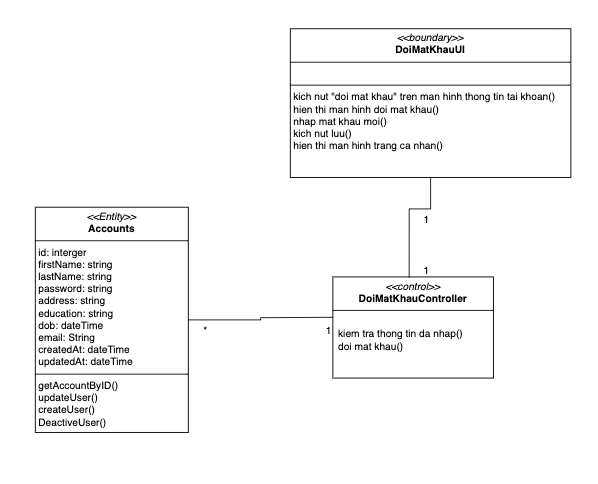 <<boundary>>
DoiMatKhauUI
kich nut "doi mat khau" tren man hinh thong tin tai khoan()
hien thi man hinh doi mat khau()
nhap mat khau moi()
kich nut luu()
hien thi man hinh trang ca nhan()
1
1
<<control>>
DoiMatKhauController
kiem tra thong tin da nhap()
doi mat khau()
1
*
<<Entity>>
Accounts
id: interger
firstName: string
lastName: string
password: string
address: string
education: string
dob: dateTime
email: String
createdAt: dateTime
updatedAt: dateTime
getAccountByID()
updateUser()
createUser()
DeactiveUser()